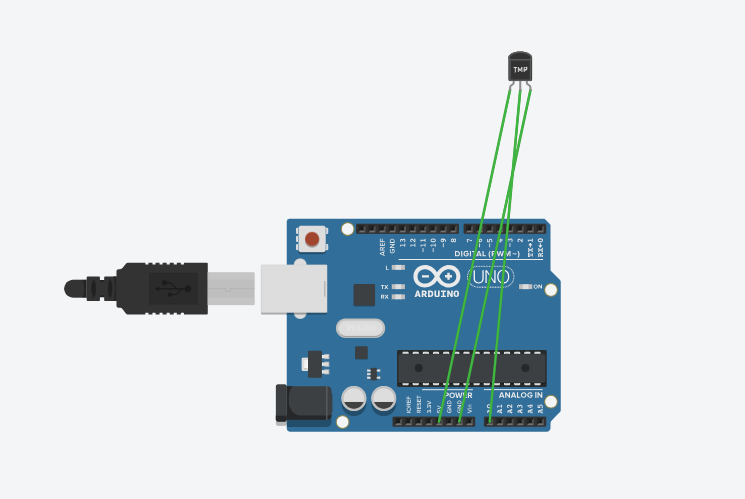 TMP
AREF
GND
13
12
~11
~10
~9
8
7
~6
~5
4
~3
2
TX→1
RX←0
DIGITAL (PWM~)
L
TX
RX
ARDUINO
UNO
ON
POWER
ANALOG IN
IOREF
RESET
3.3V
5V
GND
GND
Vin
A0
A1
A2
A3
A4
A5